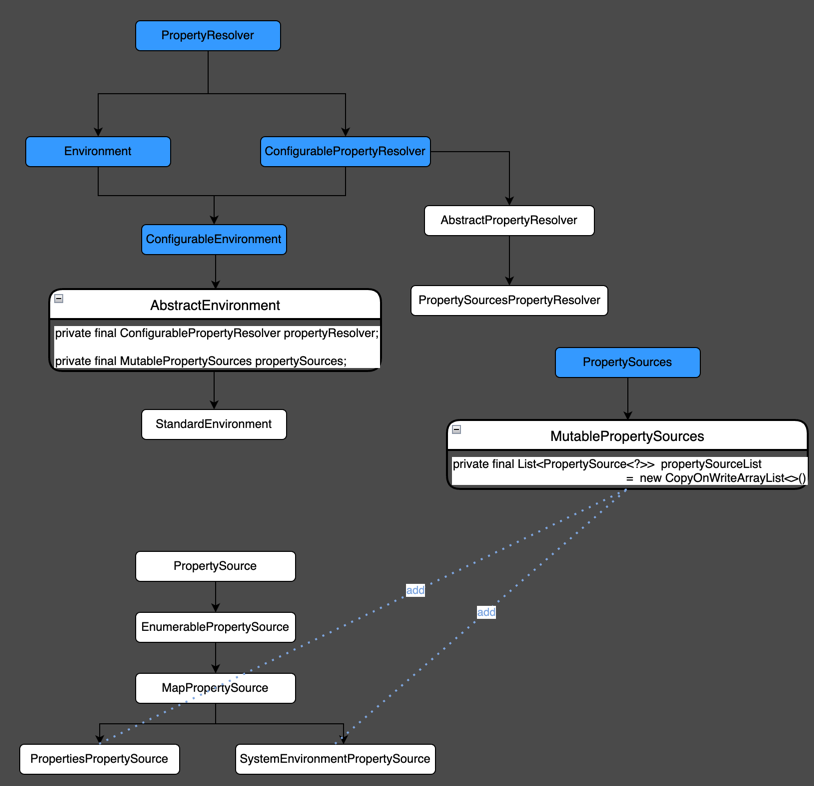 PropertyResolver
Environment
ConfigurablePropertyResolver
AbstractPropertyResolver
ConfigurableEnvironment
PropertySourcesPropertyResolver
AbstractEnvironment
private final ConfigurablePropertyResolver propertyResolver;
private final MutablePropertySources propertySources;
PropertySources
StandardEnvironment
MutablePropertySources
private final List<PropertySource<?>> propertySourceList
= new CopyOnWriteArrayList<>()
PropertySource
add
add
EnumerablePropertySource
MapPropertySource
PropertiesPropertySource
SystemEnvironmentPropertySource